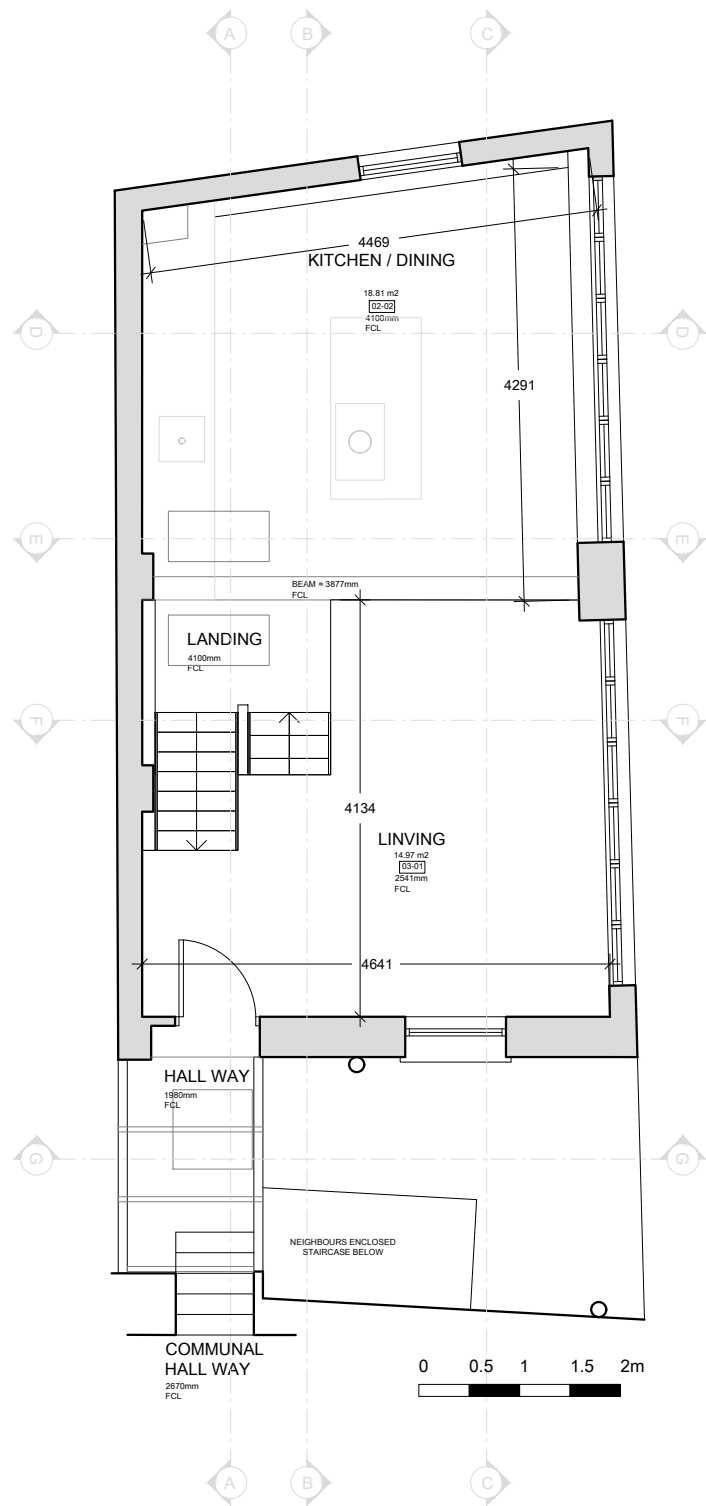 A
B
C
4469
KITCHEN / DINING
18.81 m2
02-02
4100mm
FCL
D
D
4291
E
E
BEAM = 3877mm
FCL
LANDING
4100mm
FCL
F
F
4134
LINVING
14.97 m2
03-01
2541mm
FCL
4641
HALL WAY
1980mm
FCL
G
G
NEIGHBOURS ENCLOSED
STAIRCASE BELOW
COMMUNAL
HALL WAY
2670mm
FCL
0 0.5 1 1.5 2m
A
B
C